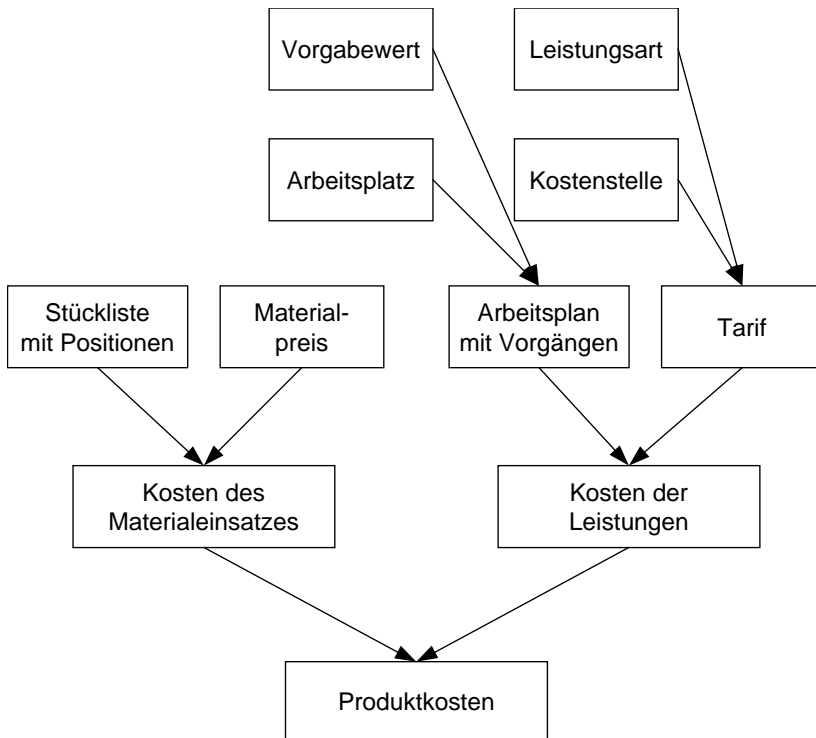 Vorgabewert
Leistungsart
Arbeitsplatz
Kostenstelle
Stückliste
mit Positionen
Material-
preis
Arbeitsplan
mit Vorgängen
Tarif
Kosten des
Materialeinsatzes
Kosten der
Leistungen
Produktkosten